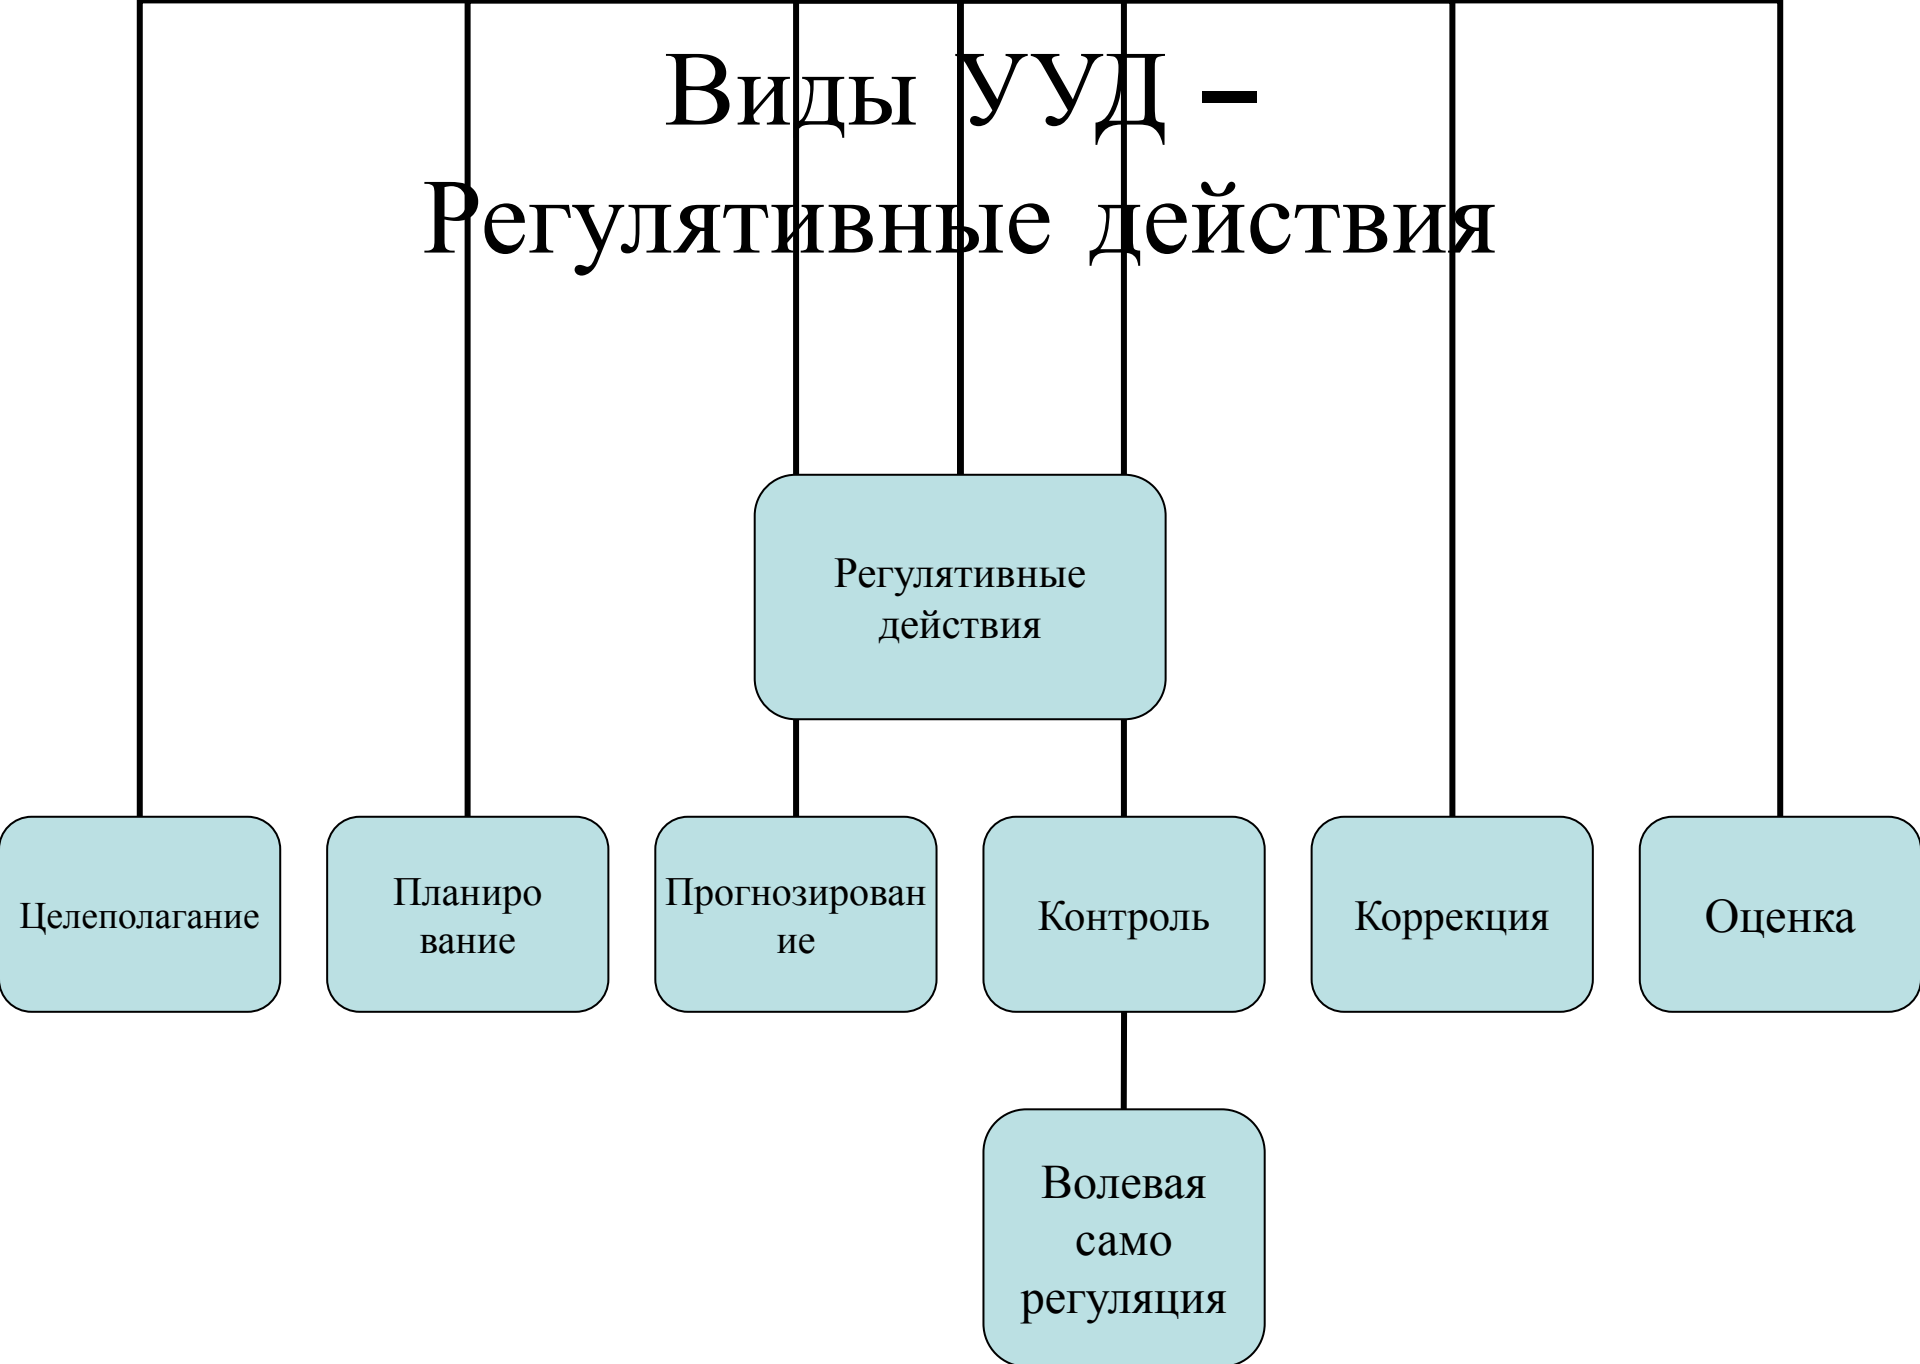 Виды УУД –
Регулятивные действия
Регулятивные
действия
Целеполагание
Планиро
вание
Прогнозирован
ие
Контроль
Коррекция
Оценка
Волевая
само
регуляция